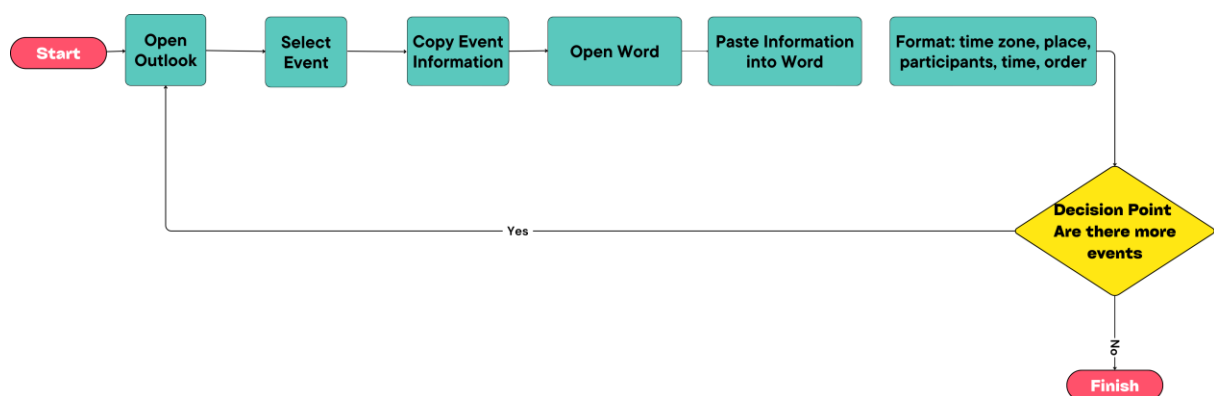 Start
Open
Outlook
Select
Event
Copy Event
Information
Open Word
Paste Information
into Word
Format: time zone, place,
participants, time, order
Decision Point
Are there more
events
Yes
No
Finish